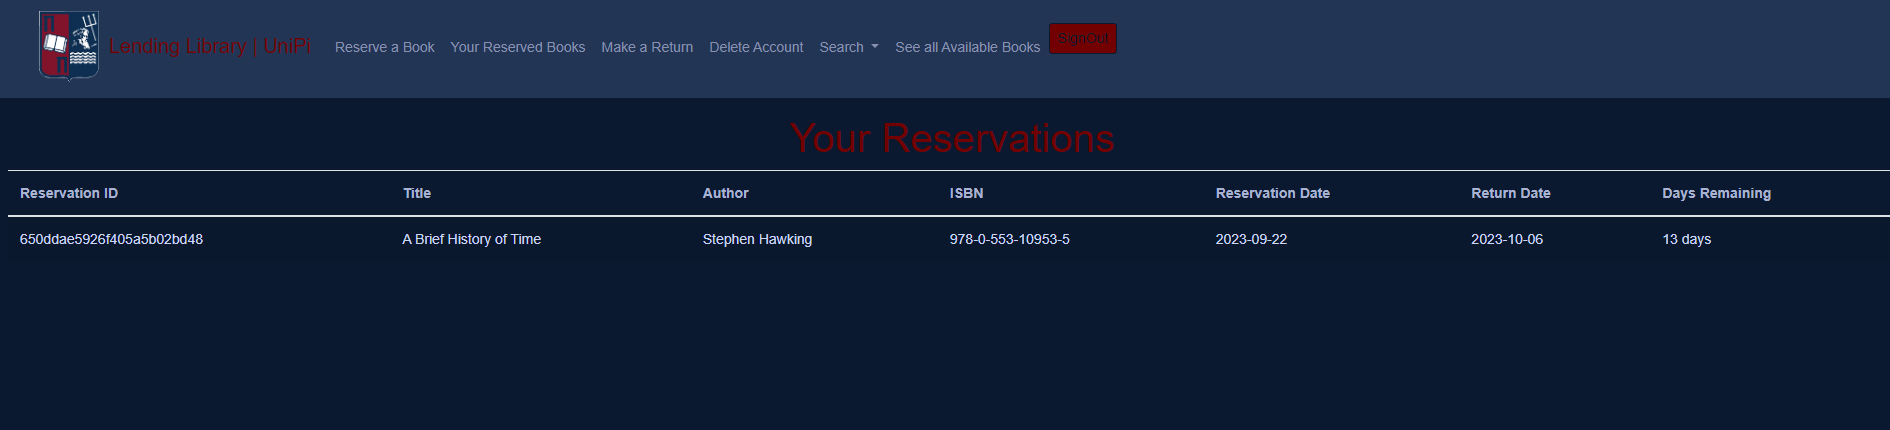 Lending Library | UniPi Reserve a Book Your Reserved Books Make a Return Delete Account Search See all Available Books SignOut
Your Reservations
Reservation ID Title Author ISBN Reservation Date Return Date Days Remaining
650ddae5926f405a5b02bd48 A Brief History of Time Stephen Hawking 978-0-553-10953-5 2023-09-22 2023-10-06 13 days